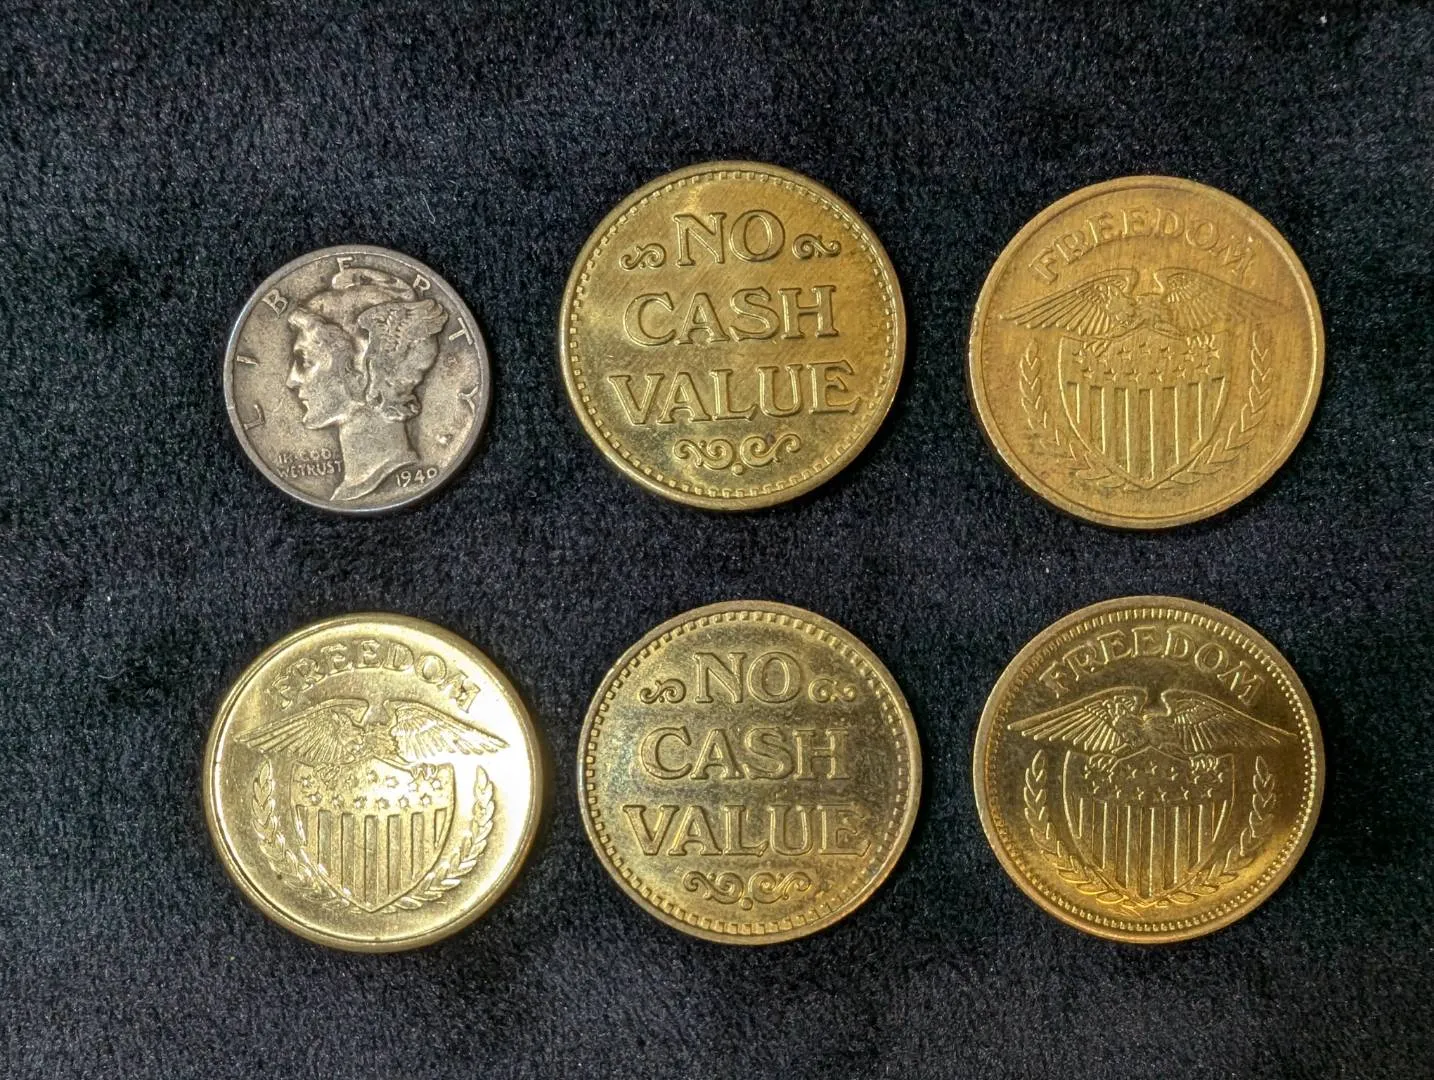 LIBERTY
IN GOD
WE TRUST
1940
NO
CASH
VALUE
FREEDOM
FREEDOM
NO
CASH
VALUE
FREEDOM